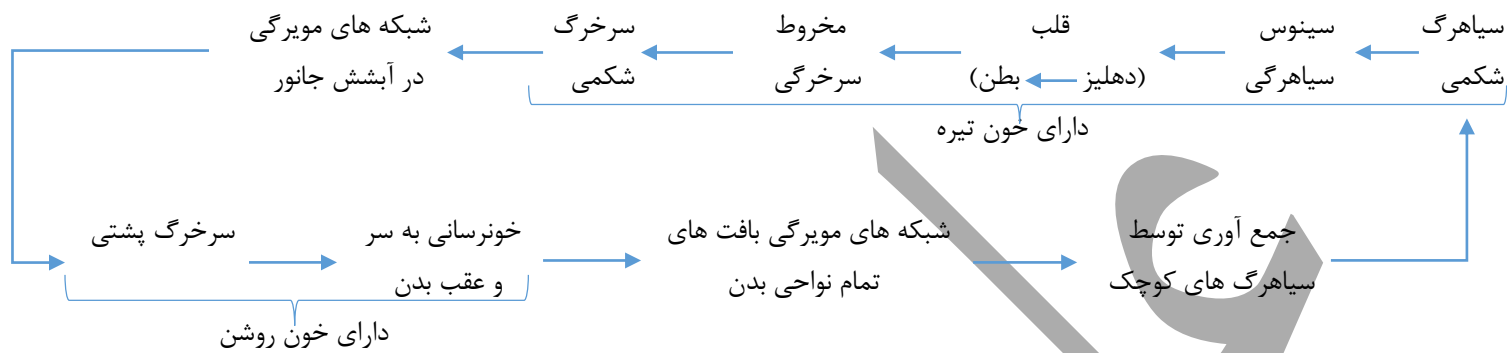 سیاهرگ سینوس قلب مخروط سرخرگ شبکه های مویرگی
شکمی سیاهرگی (دهلیز بطن) سرخرگی شکمی در آبشش جانور
دارای خون تیره
سرخرگ پشتی خونرسانی به سر شبکه های مویرگی بافت های جمع آوری توسط
و عقب بدن تمام نواحی بدن سیاهرگ های کوچک
دارای خون روشن